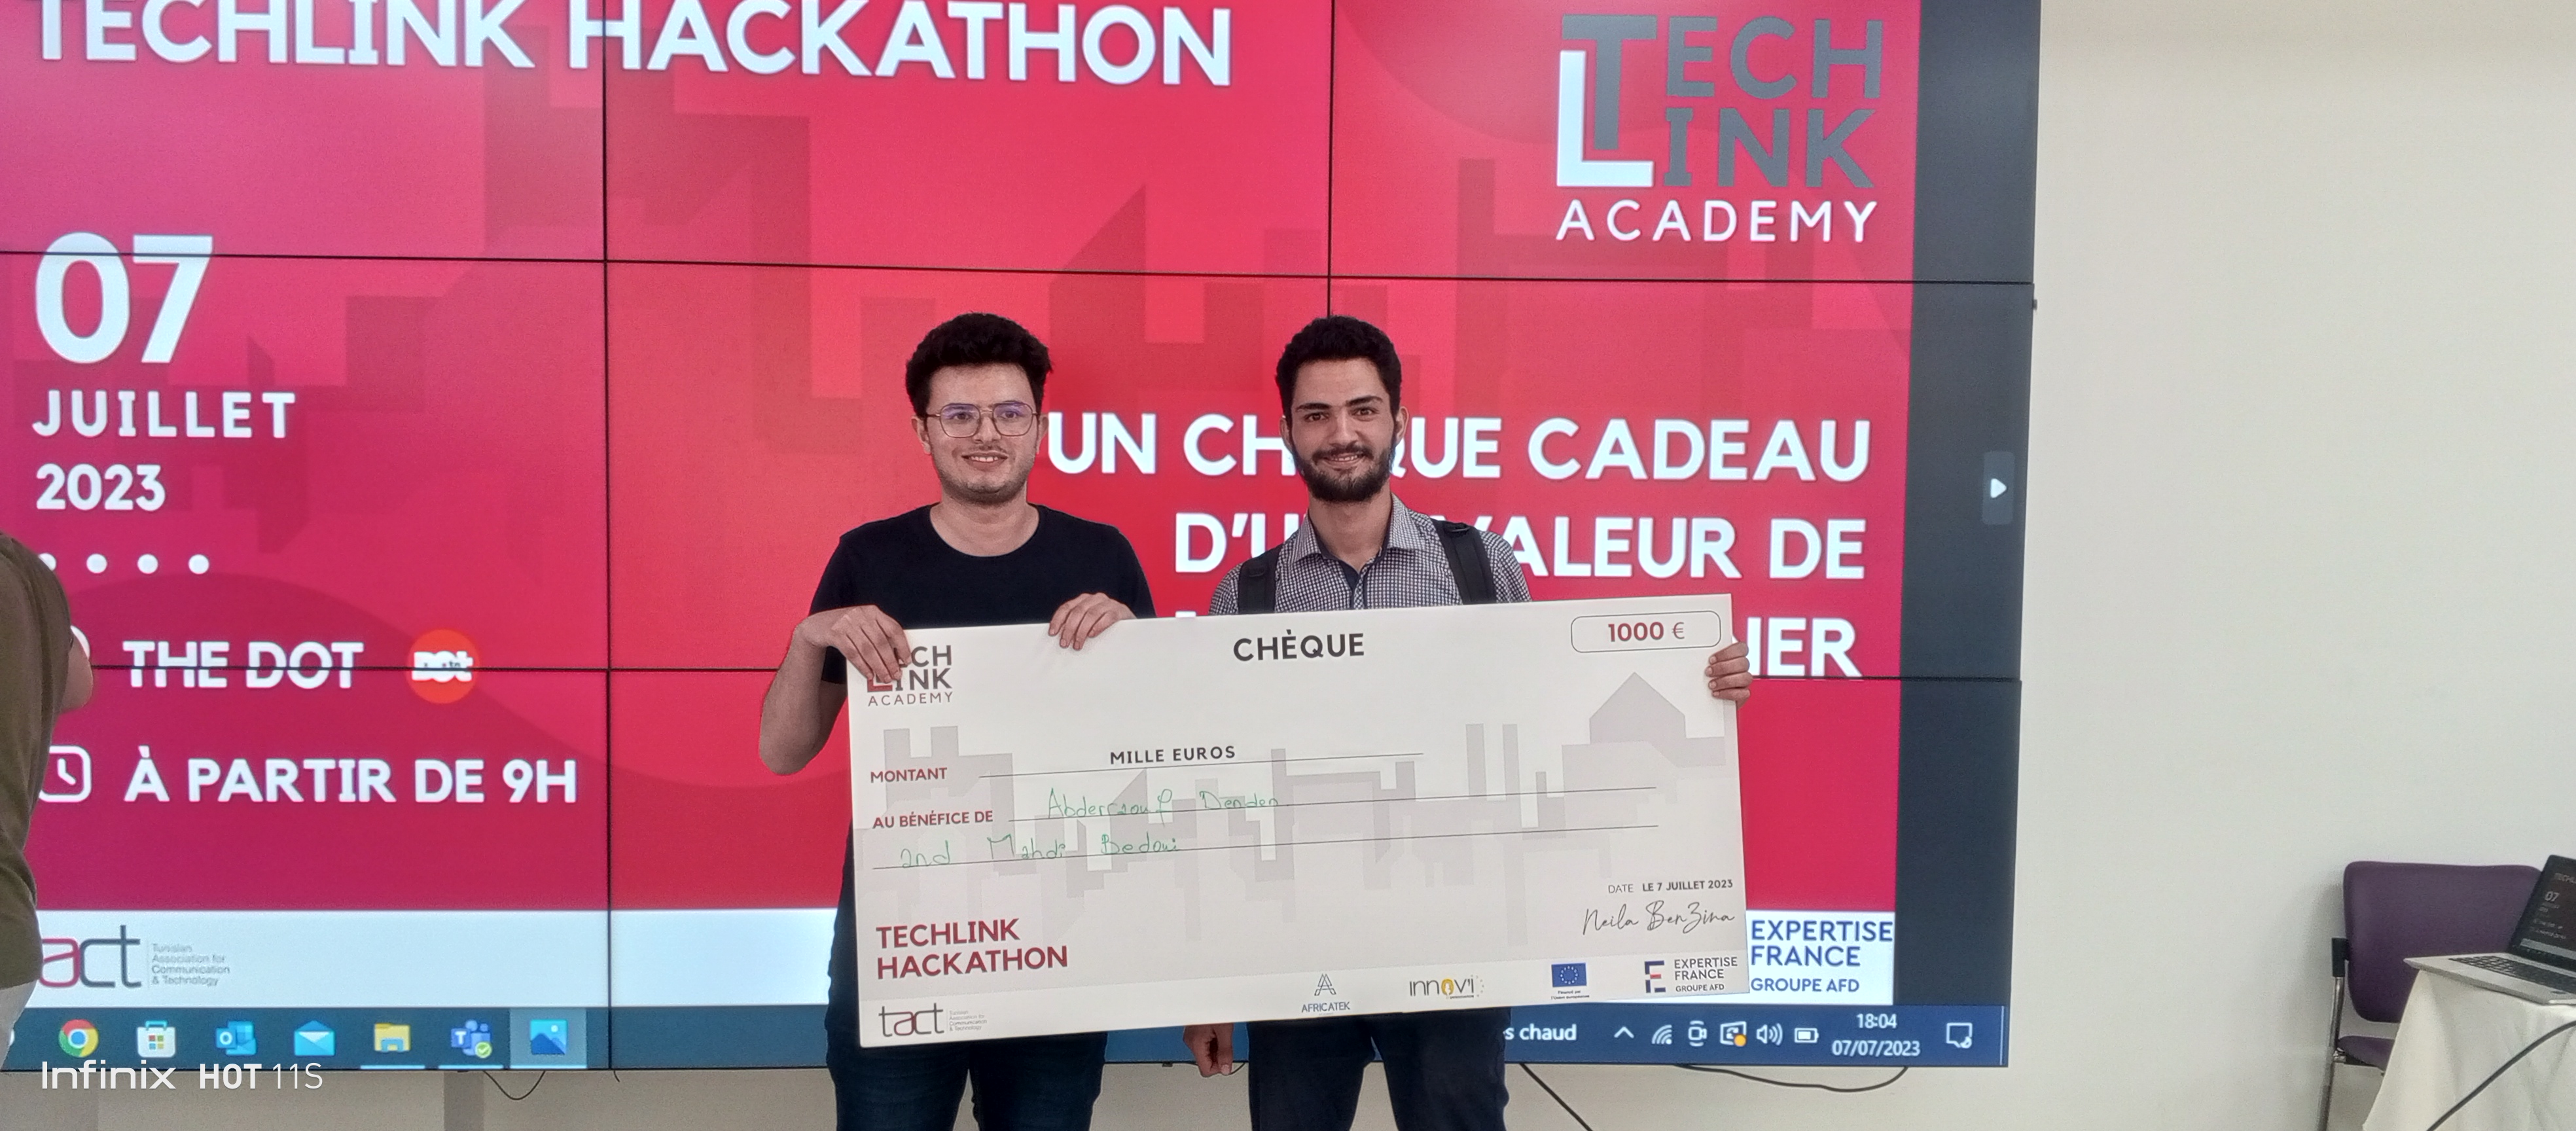 TECHLINK HACKATHON
TECH
LINK
ACADEMY
07
JUILLET
2023
THE DOT
À PARTIR DE 9H
UN CH QUE CADEAU
D'U VALEUR DE
NER
CHÈQUE
1000 €
ECH
LINK
ACADEMY
MONTANT MILLE EUROS
AU BÉNÉFICE DE Abderraouf Denden
and Mahdi Bedoui
DATE LE 7 JUILLET 2023
Neila BenZina
TECHLINK
HACKATHON
tact
AFRICATEK
INNOV'I
EXPERTISE
FRANCE
GROUPE AFD
act
Tunisian
Association for
Communication
& Technology
EXPERTISE
FRANCE
GROUPE AFD
s chaud
18:04
07/07/2023
Infinix HOT 11S